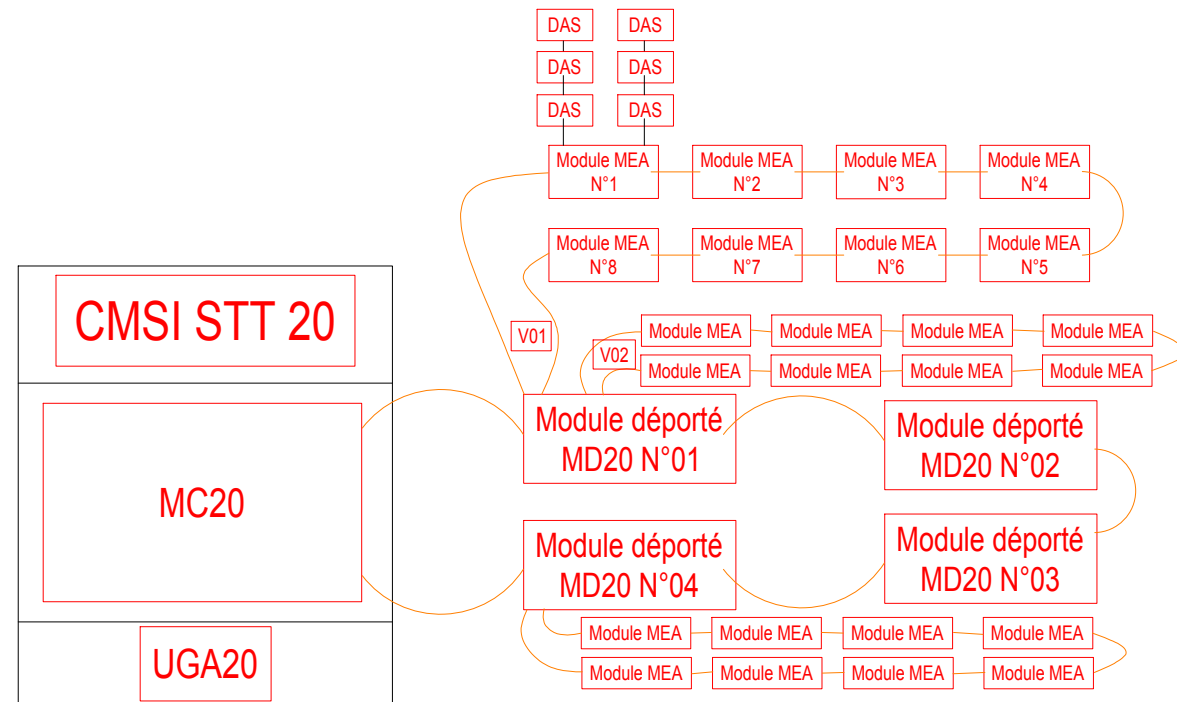 DAS
DAS
DAS
DAS
DAS
DAS
Module MEA
N°1
Module MEA
N°2
Module MEA
N°3
Module MEA
N°4
Module MEA
N°8
Module MEA
N°7
Module MEA
N°6
Module MEA
N°5
CMSI STT 20
V01
V02
Module MEA
Module MEA
Module MEA
Module MEA
Module MEA
Module MEA
Module MEA
Module MEA
MC20
Module déporté
MD20 N°01
Module déporté
MD20 N°02
Module déporté
MD20 N°04
Module déporté
MD20 N°03
UGA20
Module MEA
Module MEA
Module MEA
Module MEA
Module MEA
Module MEA
Module MEA
Module MEA